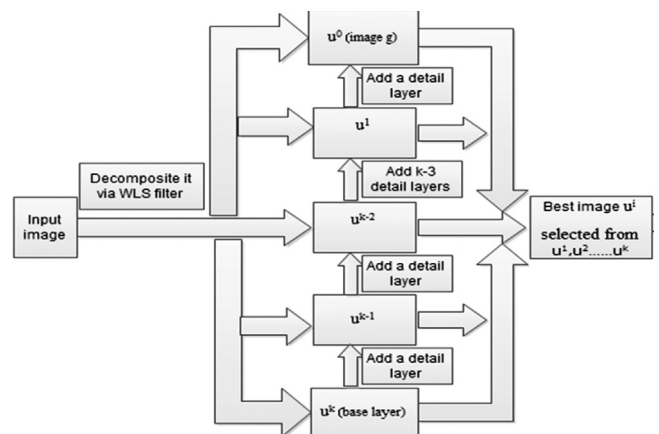 u⁰ (image g)
Add a detail
layer
u¹
Decomposite it
via WLS filter
Add k-3
detail layers
Input
image
uᵏ⁻²
Best image uⁱ
selected from
u¹,u²......uᵏ
Add a detail
layer
uᵏ⁻¹
Add a detail
layer
uᵏ (base layer)